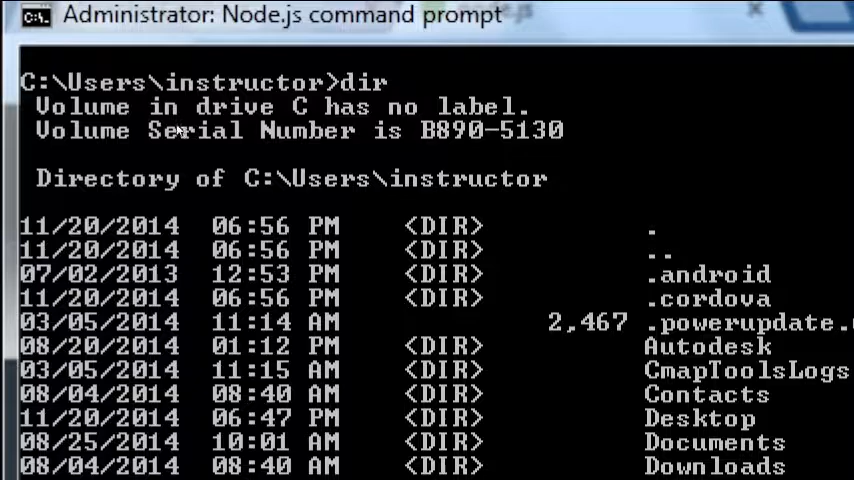 Administrator: Node.js command prompt
C:\Users\instructor>dir
Volume in drive C has no label.
Volume Serial Number is B890-5130
Directory of C:\Users\instructor
11/20/2014 06:56 PM <DIR> .
11/20/2014 06:56 PM <DIR> ..
07/02/2013 12:53 PM <DIR> .android
11/20/2014 06:56 PM <DIR> .cordova
03/05/2014 11:14 AM 2,467 .powerupdate.
08/20/2014 01:12 PM <DIR> Autodesk
03/05/2014 11:15 AM <DIR> CmapToolsLogs
08/04/2014 08:40 AM <DIR> Contacts
11/20/2014 06:47 PM <DIR> Desktop
08/25/2014 10:01 AM <DIR> Documents
08/04/2014 08:40 AM <DIR> Downloads